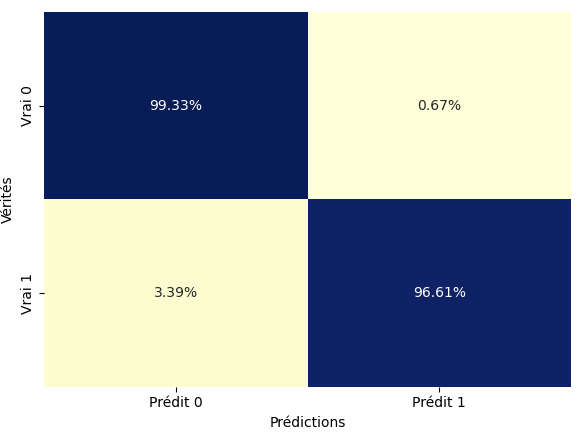 Vérités
Vrai 0
99.33%
0.67%
Vrai 1
3.39%
96.61%
Prédit 0
Prédit 1
Prédictions